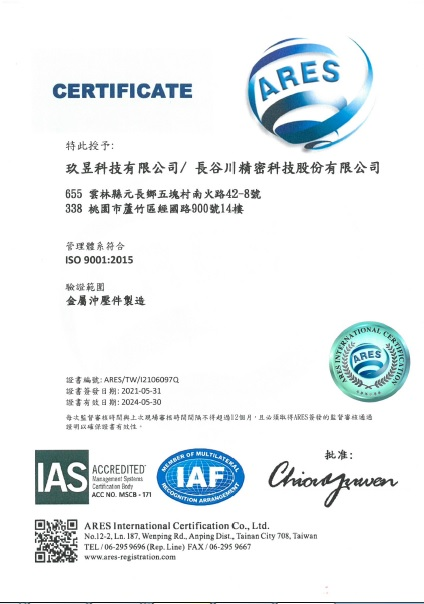 CERTIFICATE
ARES
特此授予:
玖昱科技有限公司/ 長谷川精密科技股份有限公司
655 雲林縣元長鄉五塊村南火路42-8號
338 桃園市蘆竹區經國路900號14樓
管理體系符合
ISO 9001:2015
驗證範圍
金屬沖壓件製造
ARES INTERNATIONAL CERTIFICATION
ARES
證書編號: ARES/TW/I2106097Q
證書簽發日期: 2021-05-31
證書有效日期: 2024-05-30
每次監督審核時間與上次現場審核時間間隔不得超過12個月，且必須取得ARES簽發的監督審核通過
證明以確保證書有效性。
IAS
ACCREDITED
Management Systems
Certification Body
ACC NO. MSCB - 171
MEMBER OF MULTILATERAL
IAF
RECOGNITION ARRANGEMENT
批准:
ARES International Certification Co., Ltd.
No.12-2, Ln. 187, Wenping Rd., Anping Dist., Tainan City 708, Taiwan
TEL / 06-295 9696 (Rep. Line) FAX / 06-295 9667
www.ares-registration.com